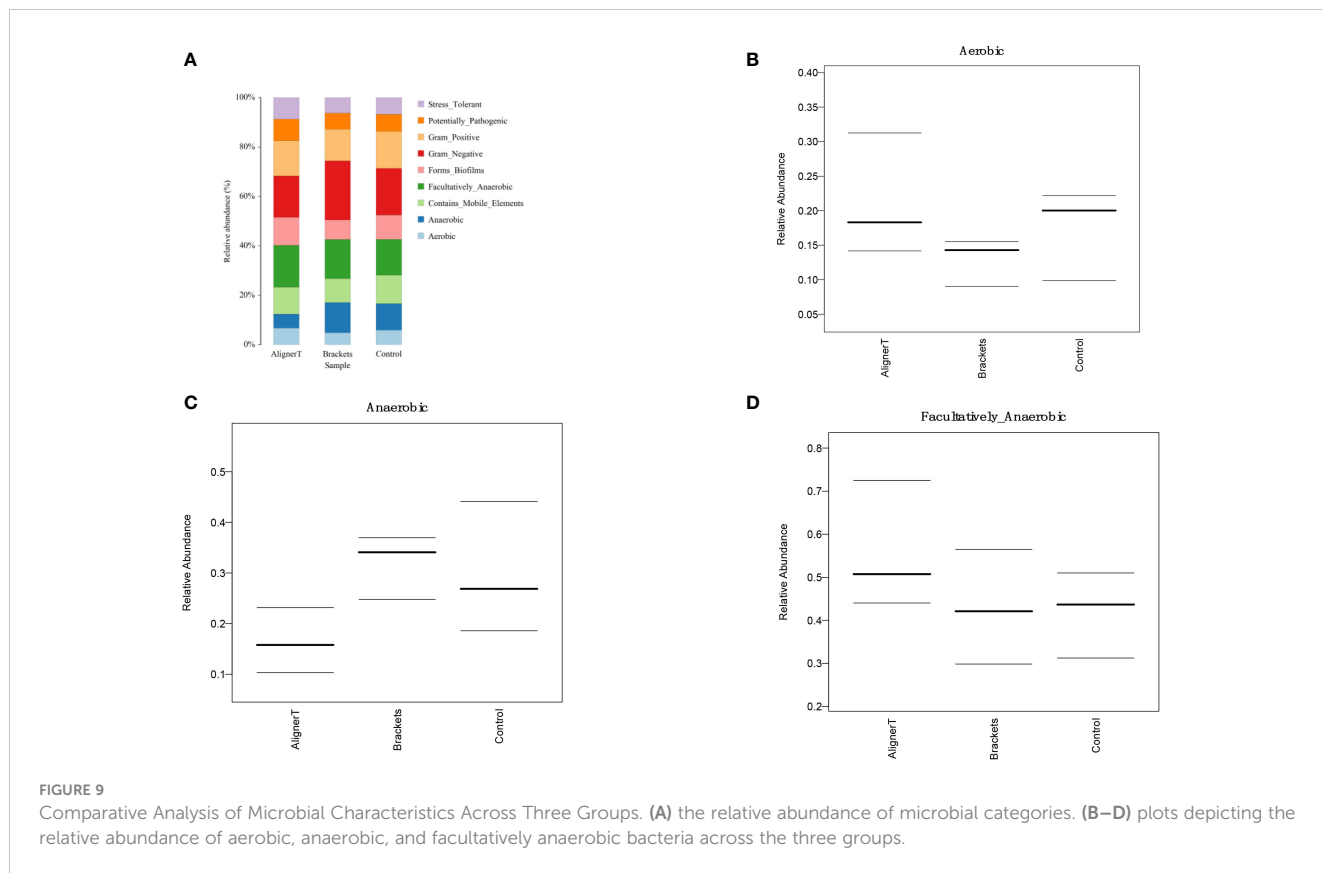 A
100%
80%
60%
40%
20%
0%
Relative abundance (%)
AlignerT
Brackets
Control
Sample
Stress_Tolerant
Potentially_Pathogenic
Gram_Positive
Gram_Negative
Forms_Biofilms
Facultatively_Anaerobic
Contains_Mobile_Elements
Anaerobic
Aerobic
B
Aerobic
0.40
0.35
0.30
0.25
0.20
0.15
0.10
0.05
Relative Abundance
AlignerT
Brackets
Control
C
Anaerobic
0.5
0.4
0.3
0.2
0.1
Relative Abundance
AlignerT
Brackets
Control
D
Facultatively_Anaerobic
0.8
0.7
0.6
0.5
0.4
0.3
0.2
Relative Abundance
AlignerT
Brackets
Control
FIGURE 9
Comparative Analysis of Microbial Characteristics Across Three Groups. (A) the relative abundance of microbial categories. (B–D) plots depicting the
relative abundance of aerobic, anaerobic, and facultatively anaerobic bacteria across the three groups.